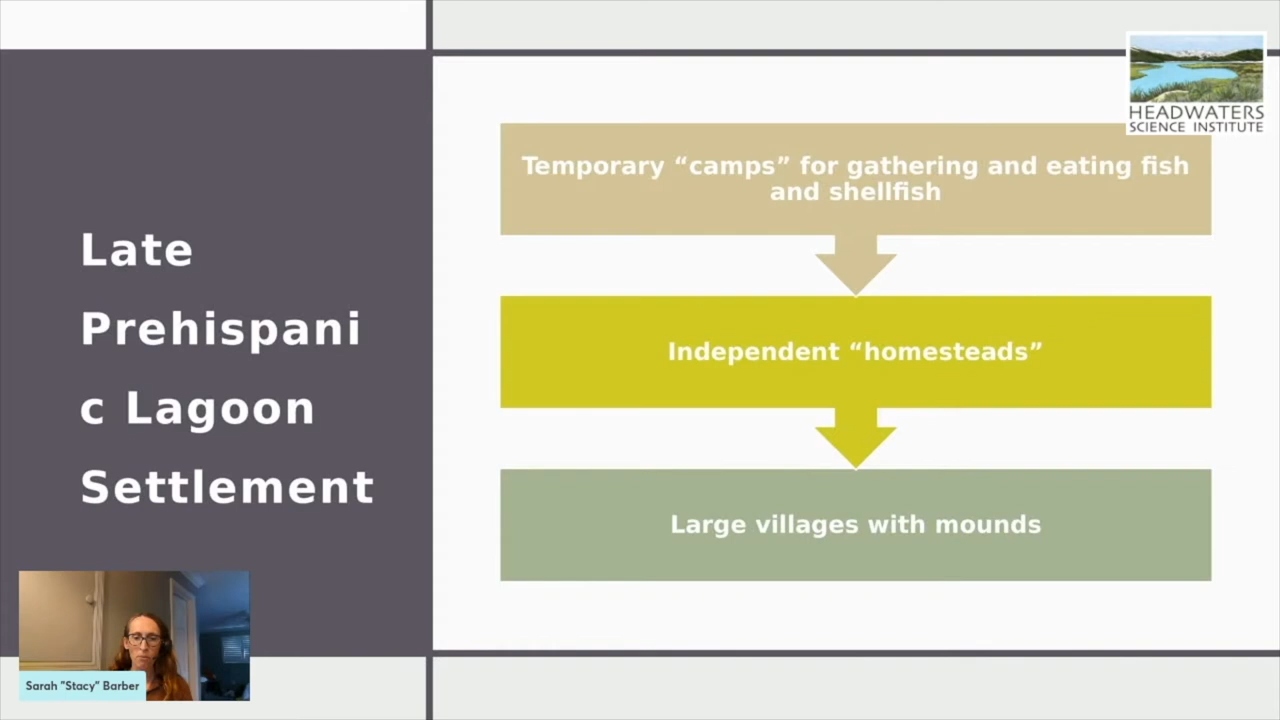 Late
Prehispani
c Lagoon
Settlement
HEADWATERS
SCIENCE INSTITUTE
Temporary “camps” for gathering and eating fish
and shellfish
Independent “homesteads”
Large villages with mounds
Sarah "Stacy" Barber